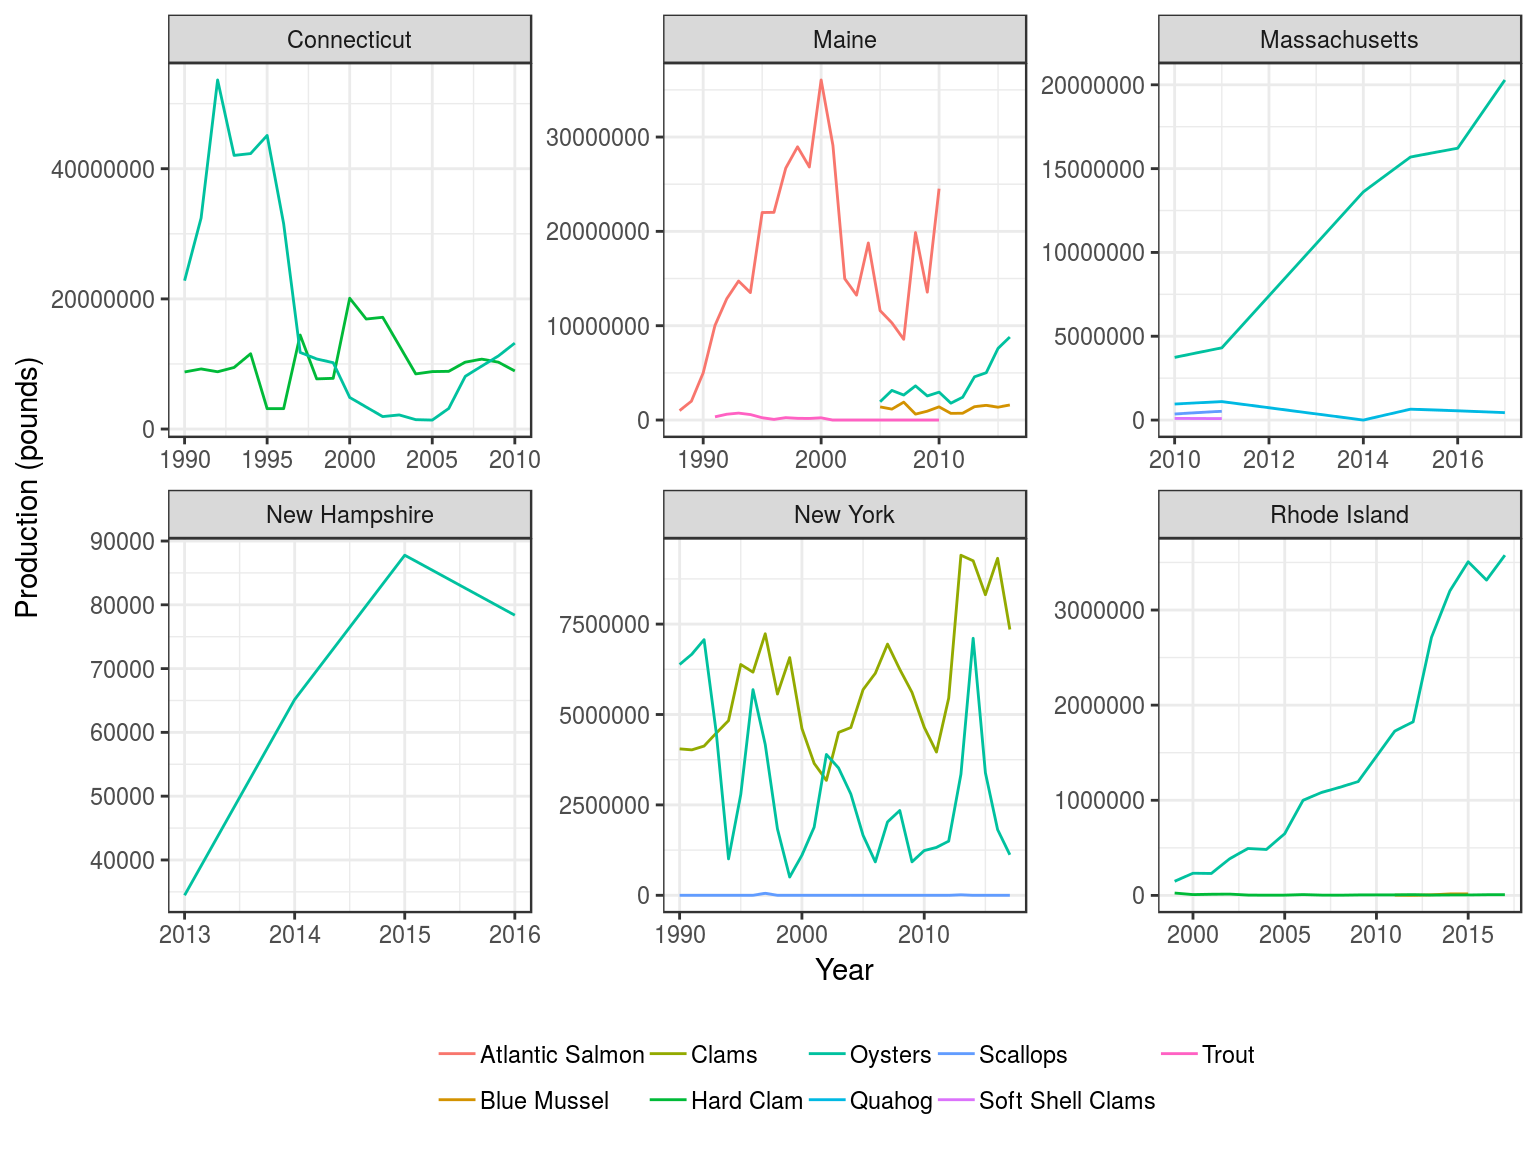 Connecticut
Maine
Massachusetts
Production (pounds)
40000000
20000000
0
1990 1995 2000 2005 2010
30000000
20000000
10000000
0
1990 2000 2010
20000000
15000000
10000000
5000000
0
2010 2012 2014 2016
New Hampshire
New York
Rhode Island
90000
80000
70000
60000
50000
40000
2013 2014 2015 2016
7500000
5000000
2500000
0
1990 2000 2010
3000000
2000000
1000000
0
2000 2005 2010 2015
Year
Atlantic Salmon Clams Oysters Scallops Trout
Blue Mussel Hard Clam Quahog Soft Shell Clams